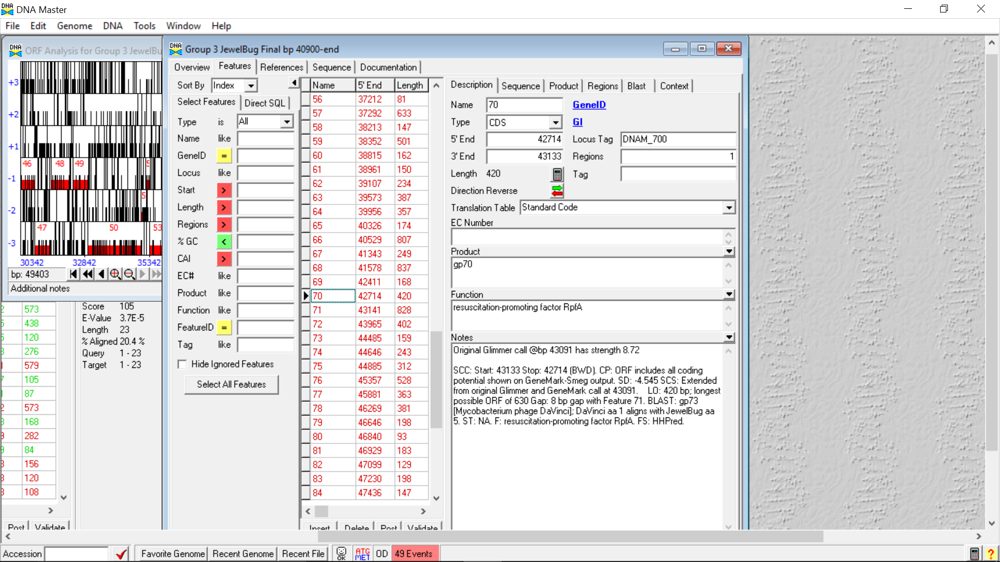 DNA Master
File Edit Genome DNA Tools Window Help
ORF Analysis for Group 3 JewelBu
+3
+2
+1
46 48 49 5
-1
5
-2
47 50 53
-3
30342 32842 35342
bp: 49403
Additional notes
573
438
120
276
579
105
87
573
168
282
84
156
120
108
Score 105
E-Value 3.7E-5
Length 23
% Aligned 20.4 %
Query 1 - 23
Target 1 - 23
Post Validate
Group 3 JewelBug Final bp 40900-end
Overview Features References Sequence Documentation
Sort By Index
Select Features Direct SQL
Type is All
Name like
GeneID =
Locus like
Start >
Length >
Regions >
% GC <
CAI >
EC# like
Product like
Function like
FeatureID =
Tag like
Hide Ignored Features
Select All Features
Name 5' End Length
56 37212 81
57 37292 633
58 38213 147
59 38352 501
60 38815 162
61 38961 150
62 39107 234
63 39573 387
64 39956 357
65 40326 174
66 40529 807
67 41343 249
68 41578 837
69 42411 168
70 42714 420
71 43141 828
72 43965 402
73 44485 159
74 44646 243
75 44885 312
76 45357 528
77 45881 363
78 46269 381
79 46646 198
80 46840 93
81 46929 183
82 47099 129
83 47230 198
84 47436 147
Insert Delete Post Validate
Description Sequence Product Regions Blast Context
Name 70 GeneID
Type CDS GI
5' End 42714 Locus Tag DNAM_700
3' End 43133 Regions 1
Length 420 Tag
Direction Reverse
Translation Table Standard Code
EC Number
Product
gp70
Function
resuscitation-promoting factor RpfA
Notes
Original Glimmer call @bp 43091 has strength 8.72
SCC: Start: 43133 Stop: 42714 (BWD). CP: ORF includes all coding
potential shown on GeneMark-Smeg output. SD: -4.545 SCS: Extended
from original Glimmer and GeneMark call at 43091. LO: 420 bp; longest
possible ORF of 630 Gap: 8 bp gap with Feature 71. BLAST: gp73
[Mycobacterium phage DaVinci]; DaVinci aa 1 aligns with JewelBug aa
5. ST: NA. F: resuscitation-promoting factor RpfA. FS: HHPred.
Accession Favorite Genome Recent Genome Recent File OK ATG MET OD 49 Events ?